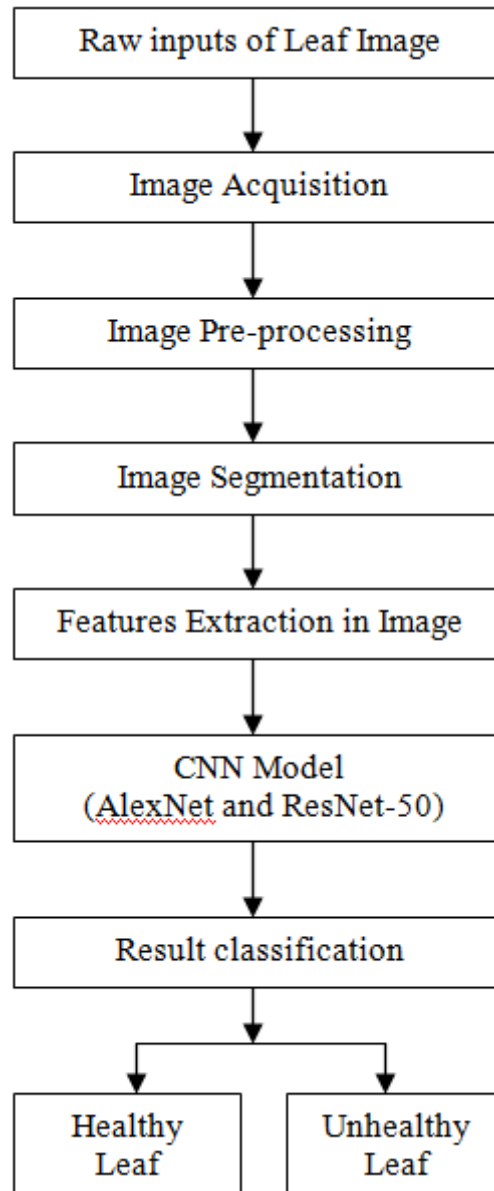 Raw inputs of Leaf Image
Image Acquisition
Image Pre-processing
Image Segmentation
Features Extraction in Image
CNN Model
(AlexNet and ResNet-50)
Result classification
Healthy
Leaf
Unhealthy
Leaf